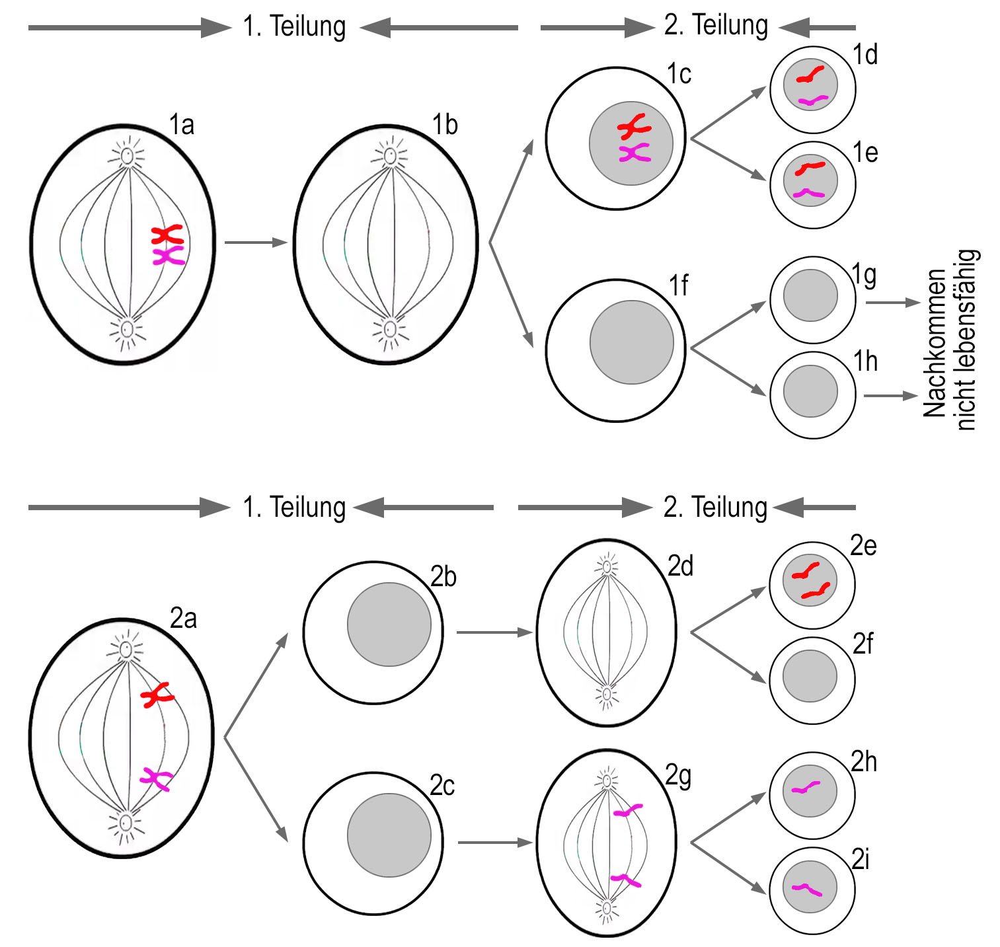 1. Teilung
2. Teilung
1a
1b
1c
1d
1e
1f
1g
1h
Nachkommen
nicht lebensfähig
1. Teilung
2. Teilung
2a
2b
2c
2d
2e
2f
2g
2h
2i